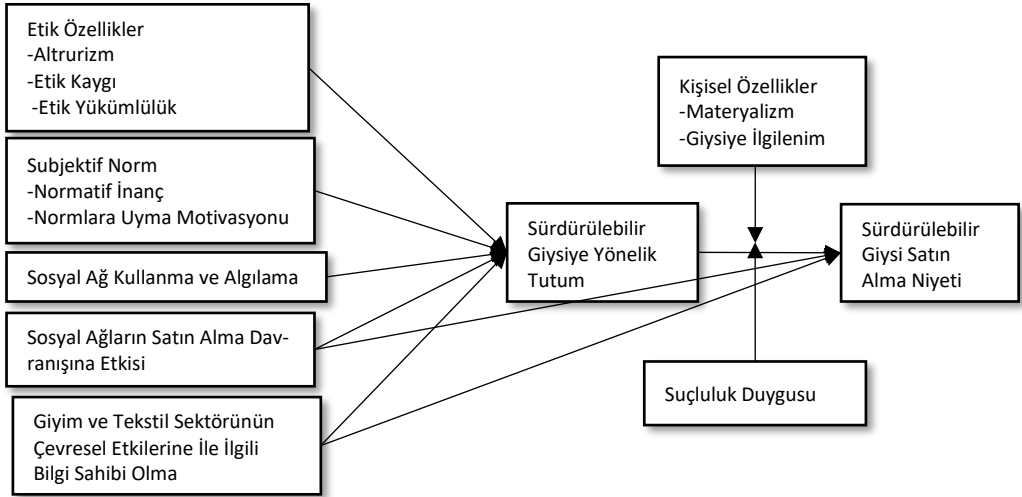 Etik Özellikler
-Altrurizm
-Etik Kaygı
-Etik Yükümlülük
Subjektif Norm
-Normatif İnanç
-Normlara Uyma Motivasyonu
Sosyal Ağ Kullanma ve Algılama
Sosyal Ağların Satın Alma Dav-
ranışına Etkisi
Giyim ve Tekstil Sektörünün
Çevresel Etkilerine İle İlgili
Bilgi Sahibi Olma
Sürdürülebilir
Giysiye Yönelik
Tutum
Kişisel Özellikler
-Materyalizm
-Giysiye İlgilenim
Suçluluk Duygusu
Sürdürülebilir
Giysi Satın
Alma Niyeti